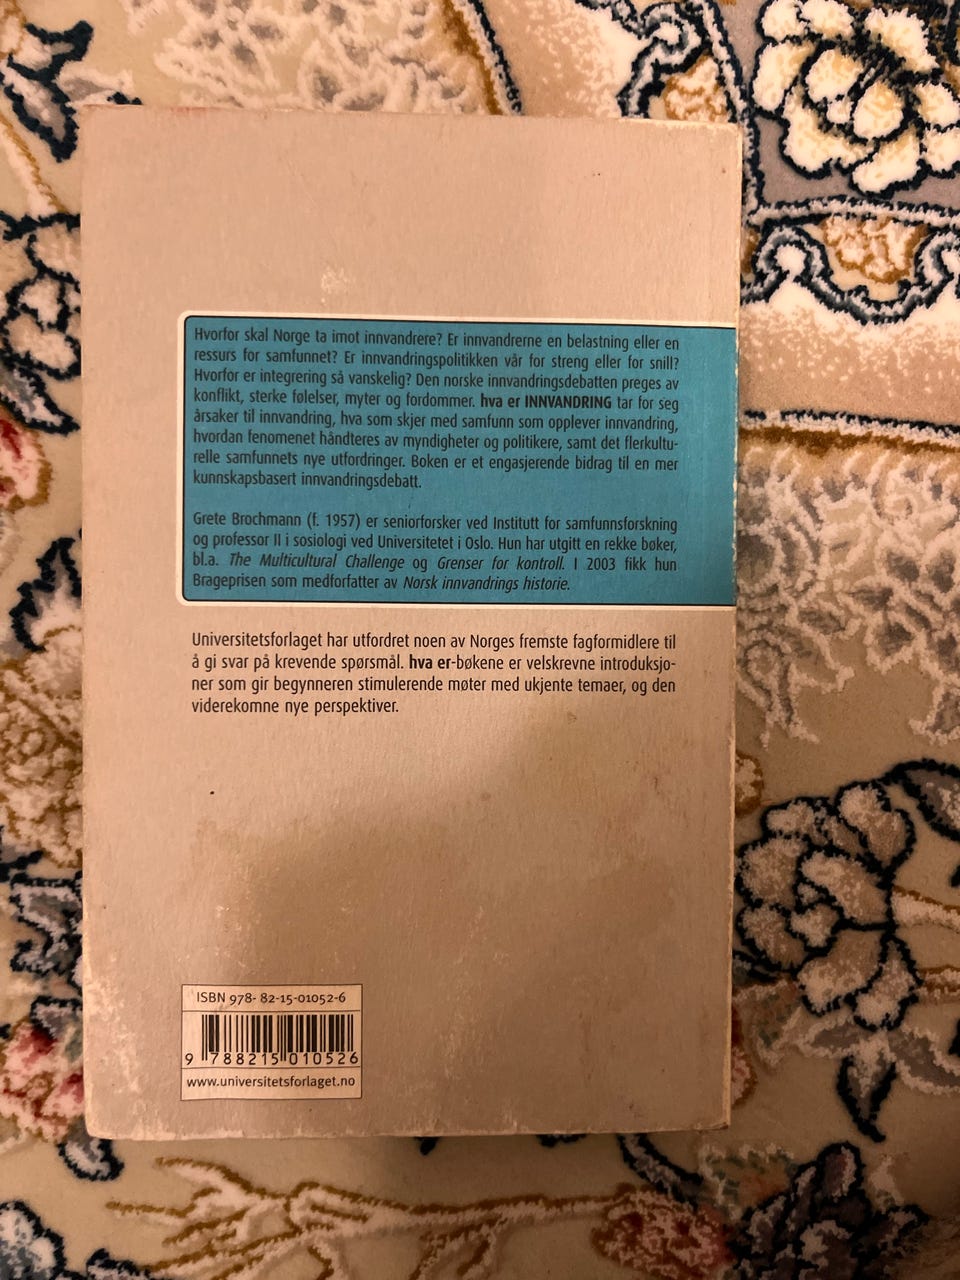 Hvorfor skal Norge ta imot innvandrere? Er innvandrerne en belastning eller en
ressurs for samfunnet? Er innvandringspolitikken vår for streng eller for snill?
Hvorfor er integrering så vanskelig? Den norske innvandringsdebatten preges av
konflikt, sterke følelser, myter og fordommer. hva er INNVANDRING tar for seg
årsaker til innvandring, hva som skjer med samfunn som opplever innvandring,
hvordan fenomenet håndteres av myndigheter og politikere, samt det flerkultu-
relle samfunnets nye utfordringer. Boken er et engasjerende bidrag til en mer
kunnskapsbasert innvandringsdebatt.
Grete Brochmann (f. 1957) er seniorforsker ved Institutt for samfunnsforskning
og professor II i sosiologi ved Universitetet i Oslo. Hun har utgitt en rekke bøker,
bl.a. The Multicultural Challenge og Grenser for kontroll. I 2003 fikk hun
Brageprisen som medforfatter av Norsk innvandrings historie.
Universitetsforlaget har utfordret noen av Norges fremste fagformidlere til
å gi svar på krevende spørsmål. hva er-bøkene er velskrevne introduksjo-
ner som gir begynneren stimulerende møter med ukjente temaer, og den
viderekomne nye perspektiver.
ISBN 978- 82-15-01052-6
9 788215 010526
www.universitetsforlaget.no